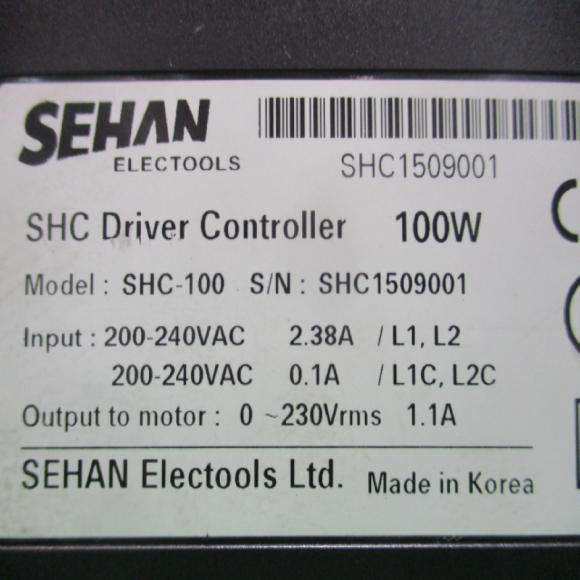 SEHAN
ELECTOOLS
SHC1509001
SHC Driver Controller 100W
Model : SHC-100 S/N : SHC1509001
Input : 200-240VAC 2.38A / L1, L2
200-240VAC 0.1A / L1C, L2C
Output to motor : 0 ~230Vrms 1.1A
SEHAN Electools Ltd. Made in Korea